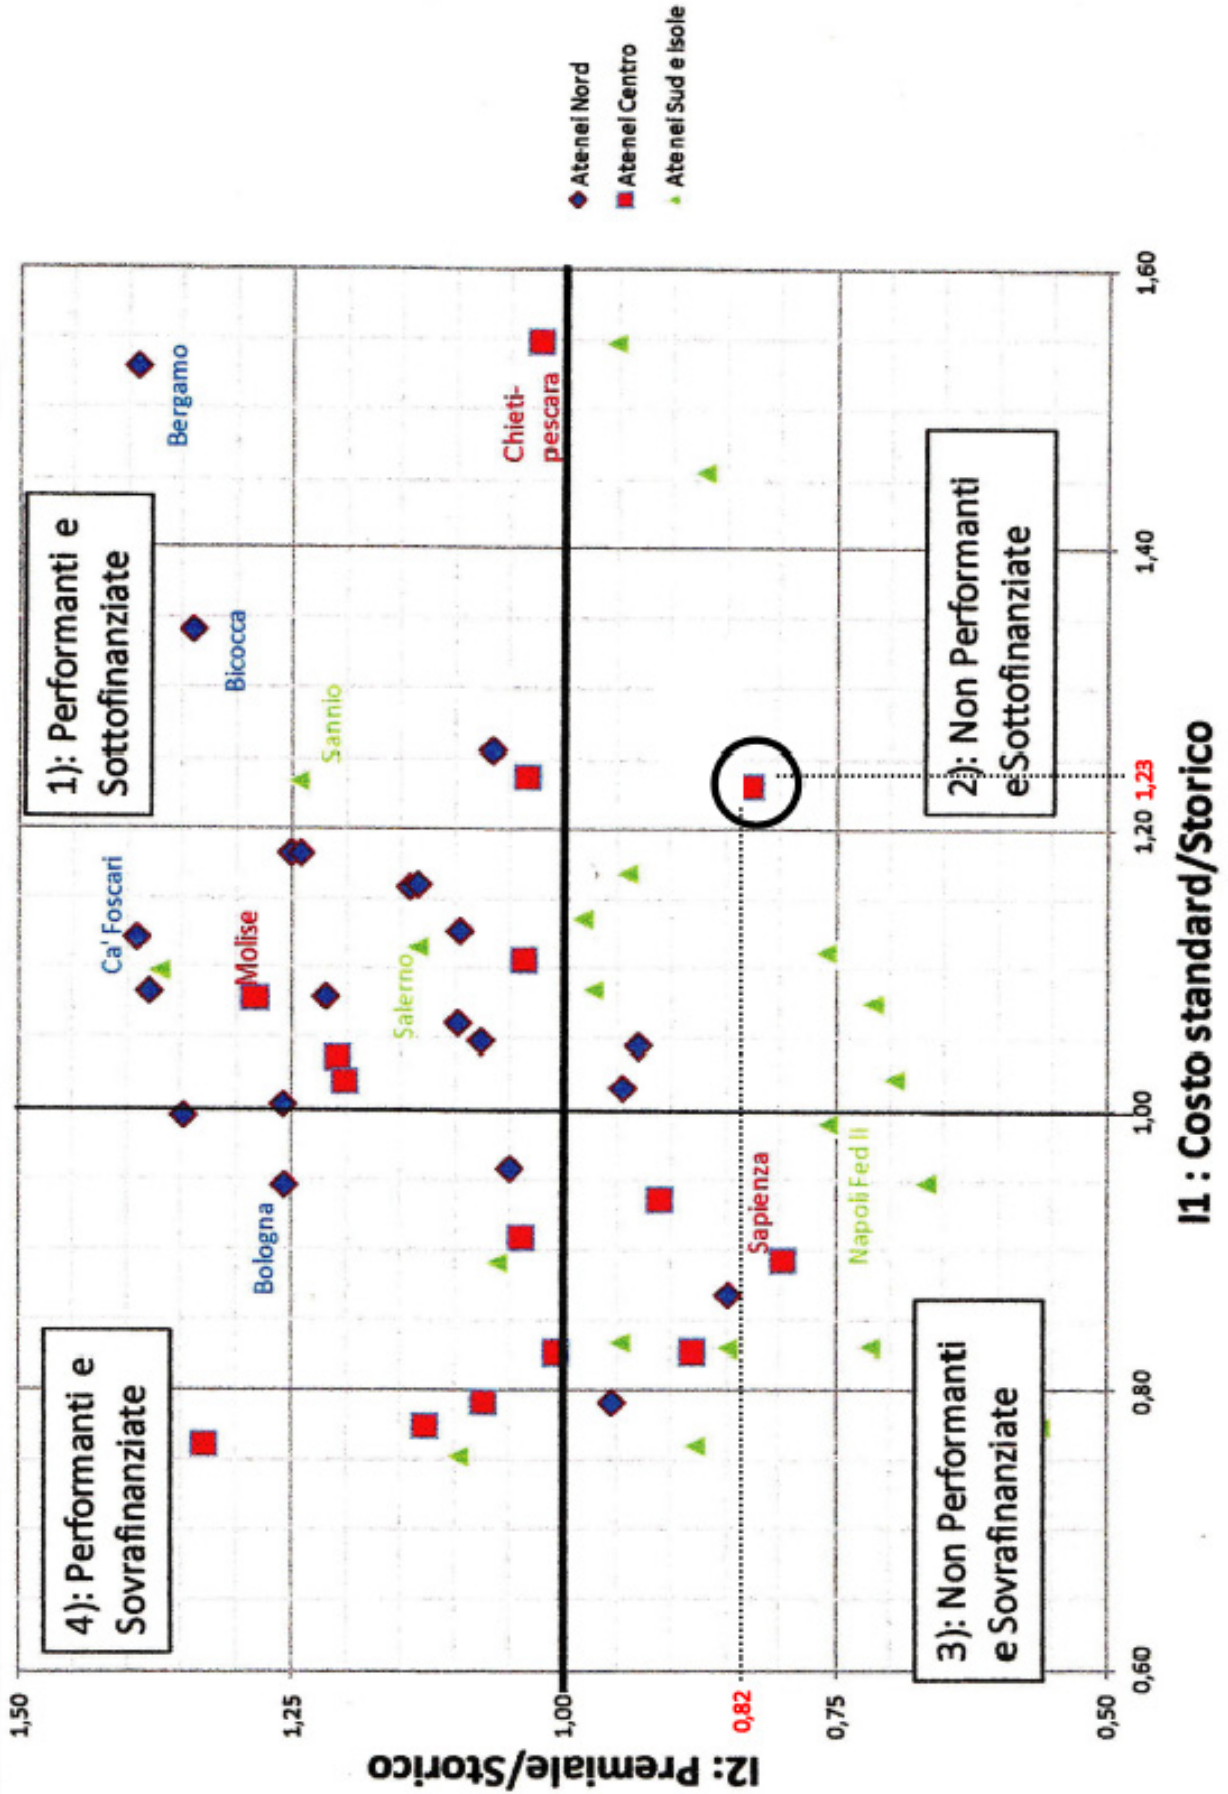 I2: Premiale/Storico
1,50
1,25
1,00
0,82
0,75
0,50
4): Performanti e
Sovrafinanziate
1): Performanti e
Sottofinanziate
Bergamo
Bicocca
Sannio
Ca' Foscari
Molise
Salerno
Bologna
Chieti-
pescara
Sapienza
Napoli Fed II
3): Non Performanti
e Sovrafinanziate
2): Non Performanti
e Sottofinanziate
0,60
0,80
1,00
1,20
1,23
1,40
1,60
I1 : Costo standard/Storico
Atenei Nord
Atenei Centro
Atenei Sud e Isole